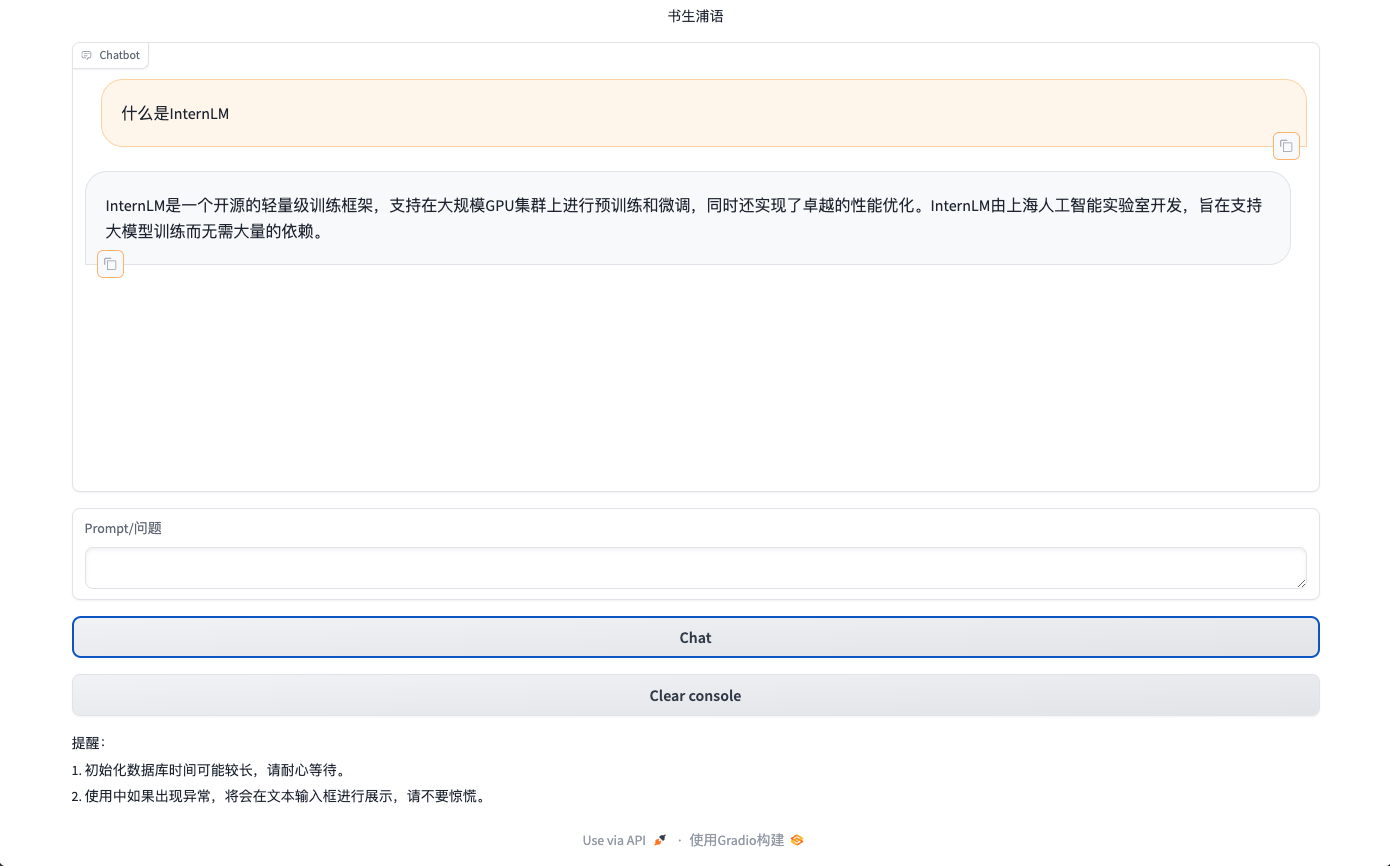 书生浦语
Chatbot
什么是InternLM
InternLM是一个开源的轻量级训练框架，支持在大规模GPU集群上进行预训练和微调，同时还实现了卓越的性能优化。InternLM由上海人工智能实验室开发，旨在支持
大模型训练而无需大量的依赖。
Prompt/问题
Chat
Clear console
提醒：
1. 初始化数据库时间可能较长，请耐心等待。
2. 使用中如果出现异常，将会在文本输入框进行展示，请不要惊慌。
Use via API · 使用Gradio构建